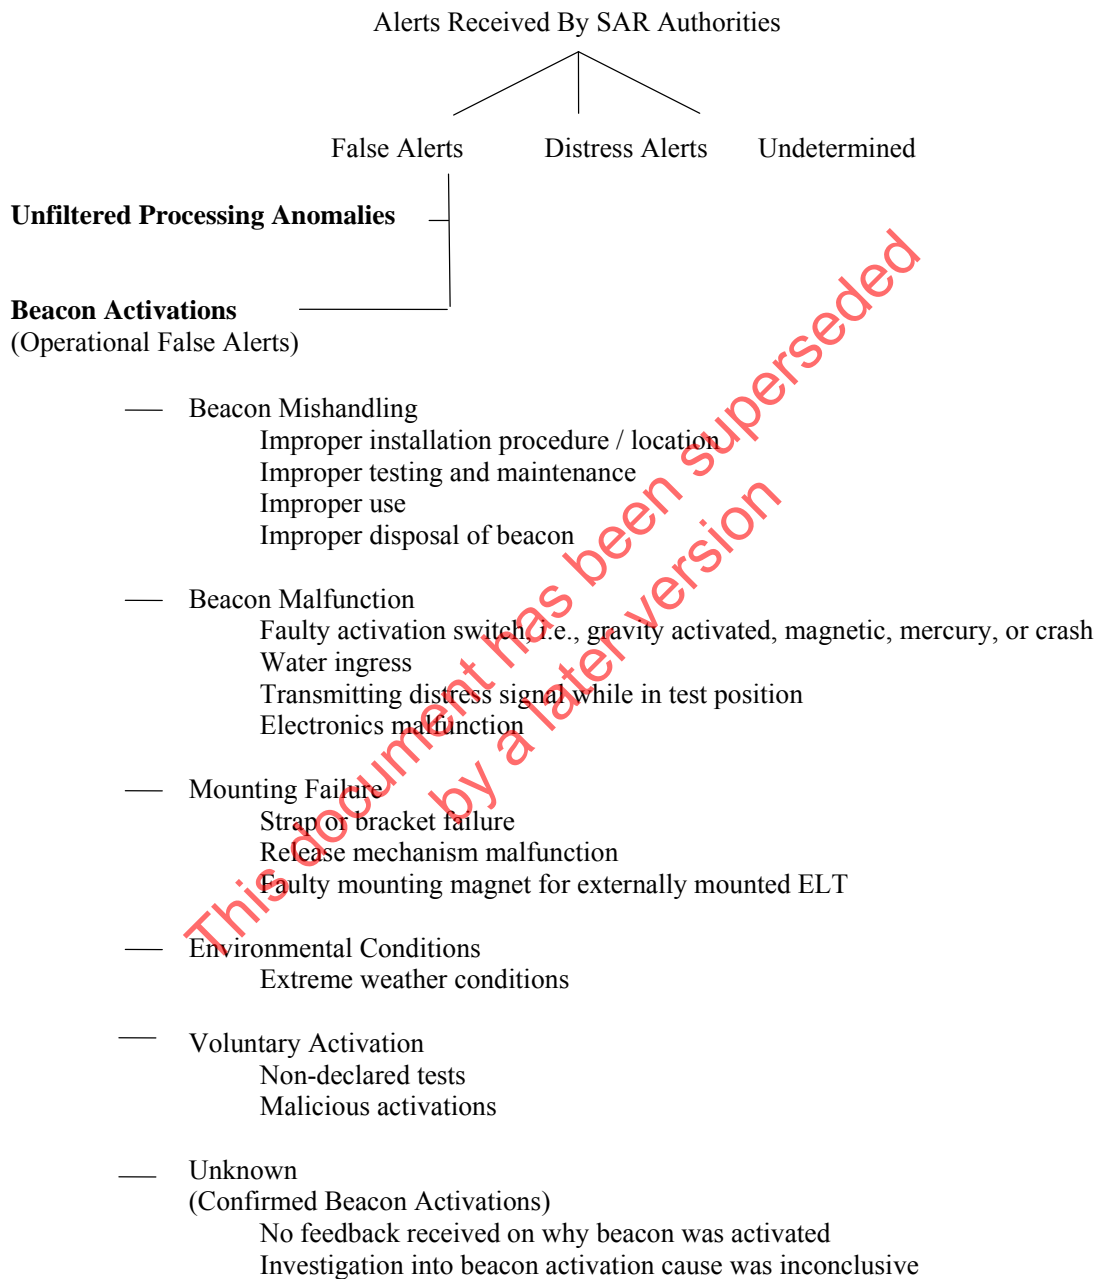 Alerts Received By SAR Authorities
False Alerts Distress Alerts Undetermined
Unfiltered Processing Anomalies
Beacon Activations
(Operational False Alerts)
Beacon Mishandling
Improper installation procedure / location
Improper testing and maintenance
Improper use
Improper disposal of beacon
Beacon Malfunction
Faulty activation switch, i.e., gravity activated, magnetic, mercury, or crash
Water ingress
Transmitting distress signal while in test position
Electronics malfunction
Mounting Failure
Strap or bracket failure
Release mechanism malfunction
Faulty mounting magnet for externally mounted ELT
Environmental Conditions
Extreme weather conditions
Voluntary Activation
Non-declared tests
Malicious activations
Unknown
(Confirmed Beacon Activations)
No feedback received on why beacon was activated
Investigation into beacon activation cause was inconclusive
This document has been superseded
by a later version